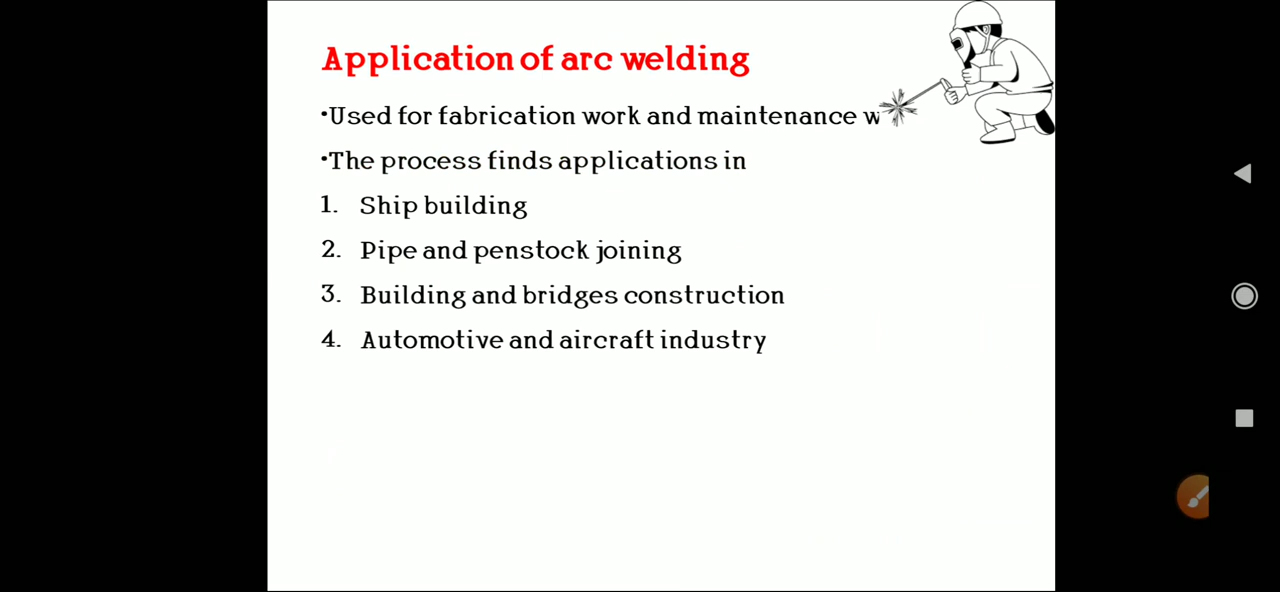 Application of arc welding
•Used for fabrication work and maintenance w
•The process finds applications in
1. Ship building
2. Pipe and penstock joining
3. Building and bridges construction
4. Automotive and aircraft industry